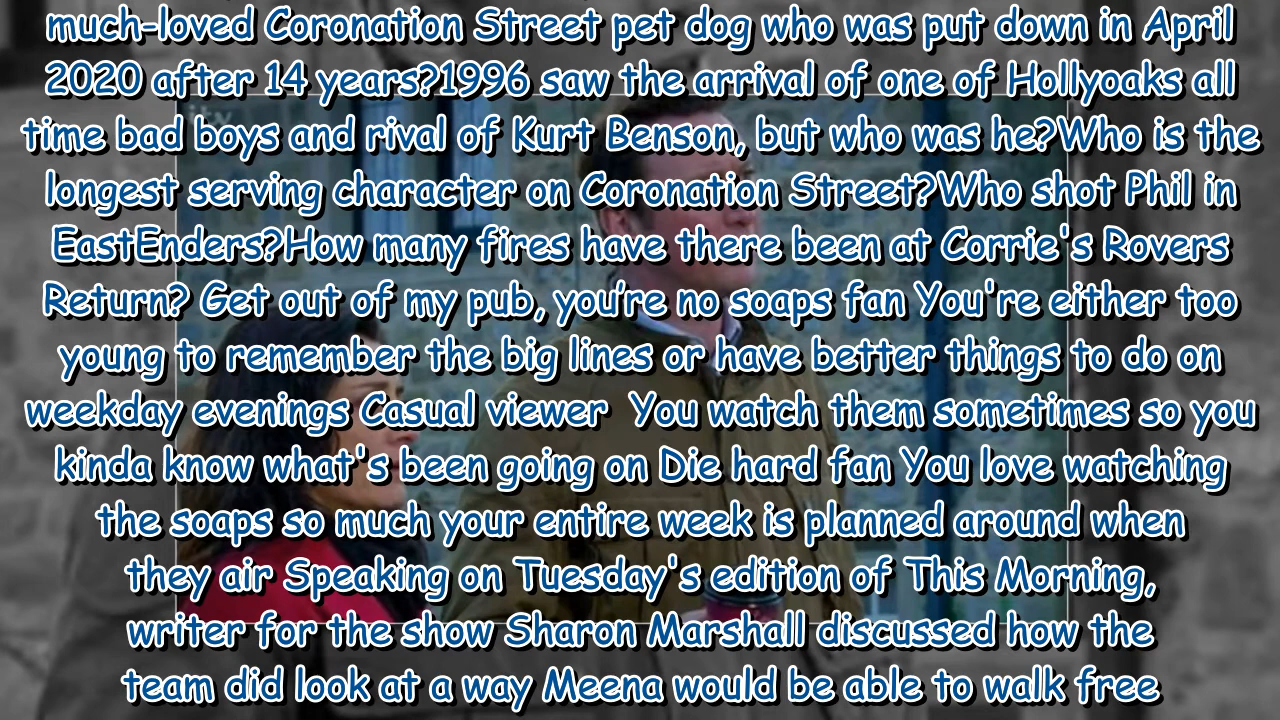 much-loved Coronation Street pet dog who was put down in April
2020 after 14 years?1996 saw the arrival of one of Hollyoaks all
time bad boys and rival of Kurt Benson, but who was he?Who is the
longest serving character on Coronation Street?Who shot Phil in
EastEnders?How many fires have there been at Corrie's Rovers
Return? Get out of my pub, you’re no soaps fan You're either too
young to remember the big lines or have better things to do on
weekday evenings Casual viewer  You watch them sometimes so you
kinda know what's been going on Die hard fan You love watching
the soaps so much your entire week is planned around when
they air Speaking on Tuesday's edition of This Morning,
writer for the show Sharon Marshall discussed how the
team did look at a way Meena would be able to walk free
itv